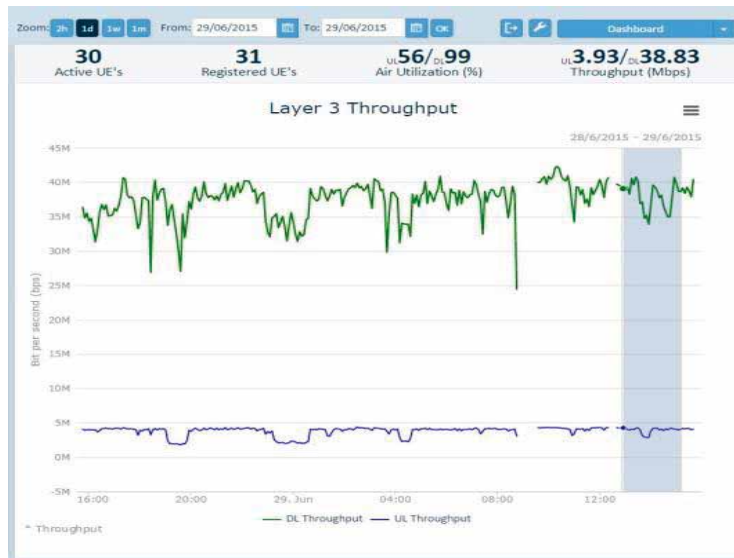 Zoom: 2h 1d 1w 1m From: 29/06/2015 To: 29/06/2015 OK Dashboard
30 31 UL56/DL99 UL3.93/DL38.83
Active UE's Registered UE's Air Utilization (%) Throughput (Mbps)
Layer 3 Throughput
28/6/2015 - 29/6/2015
45M
40M
35M
30M
25M
20M
15M
10M
5M
0M
-5M
Bit per second (bps)
16:00 20:00 29. Jun 04:00 08:00 12:00
DL Throughput UL Throughput
* Throughput